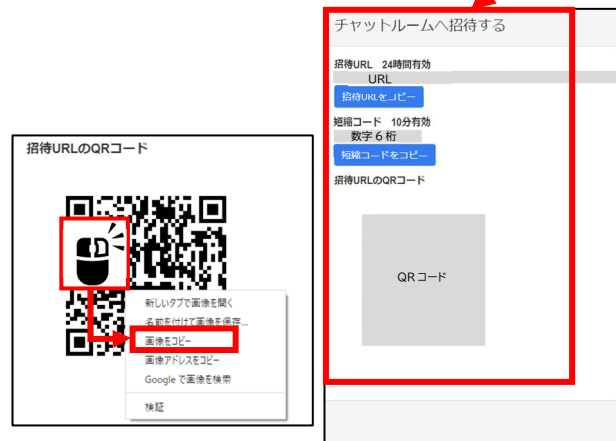 招待URLのQRコード
新しいタブで画像を開く
名前を付けて画像を保存...
画像をコピー
画像アドレスをコピー
Google で画像を検索
検証
チャットルームへ招待する
招待URL 24時間有効
URL
招待URLをコピー
短縮コード 10分有効
数字６桁
短縮コードをコピー
招待URLのQRコード
QRコード